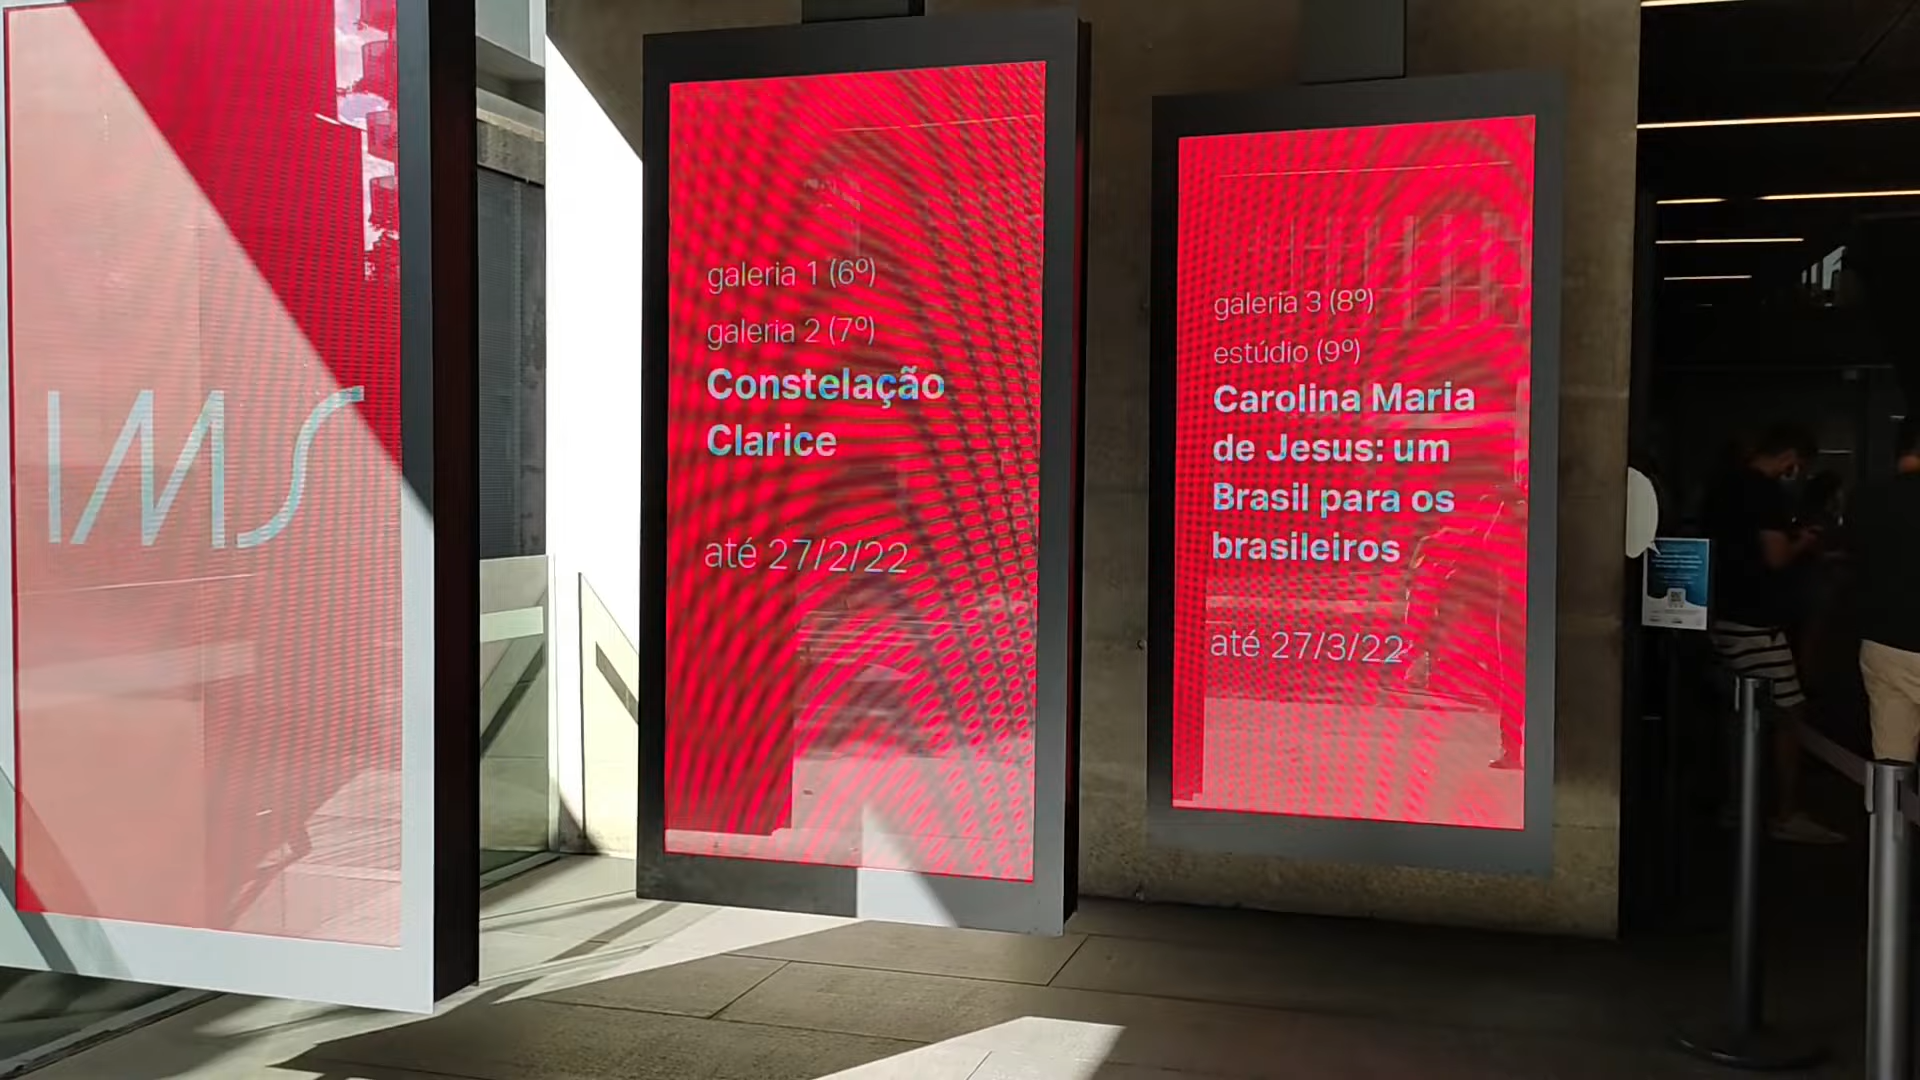 IMS
galeria 1 (6º)
galeria 2 (7º)
Constelação
Clarice
até 27/2/22
galeria 3 (8º)
estúdio (9º)
Carolina Maria
de Jesus: um
Brasil para os
brasileiros
até 27/3/22